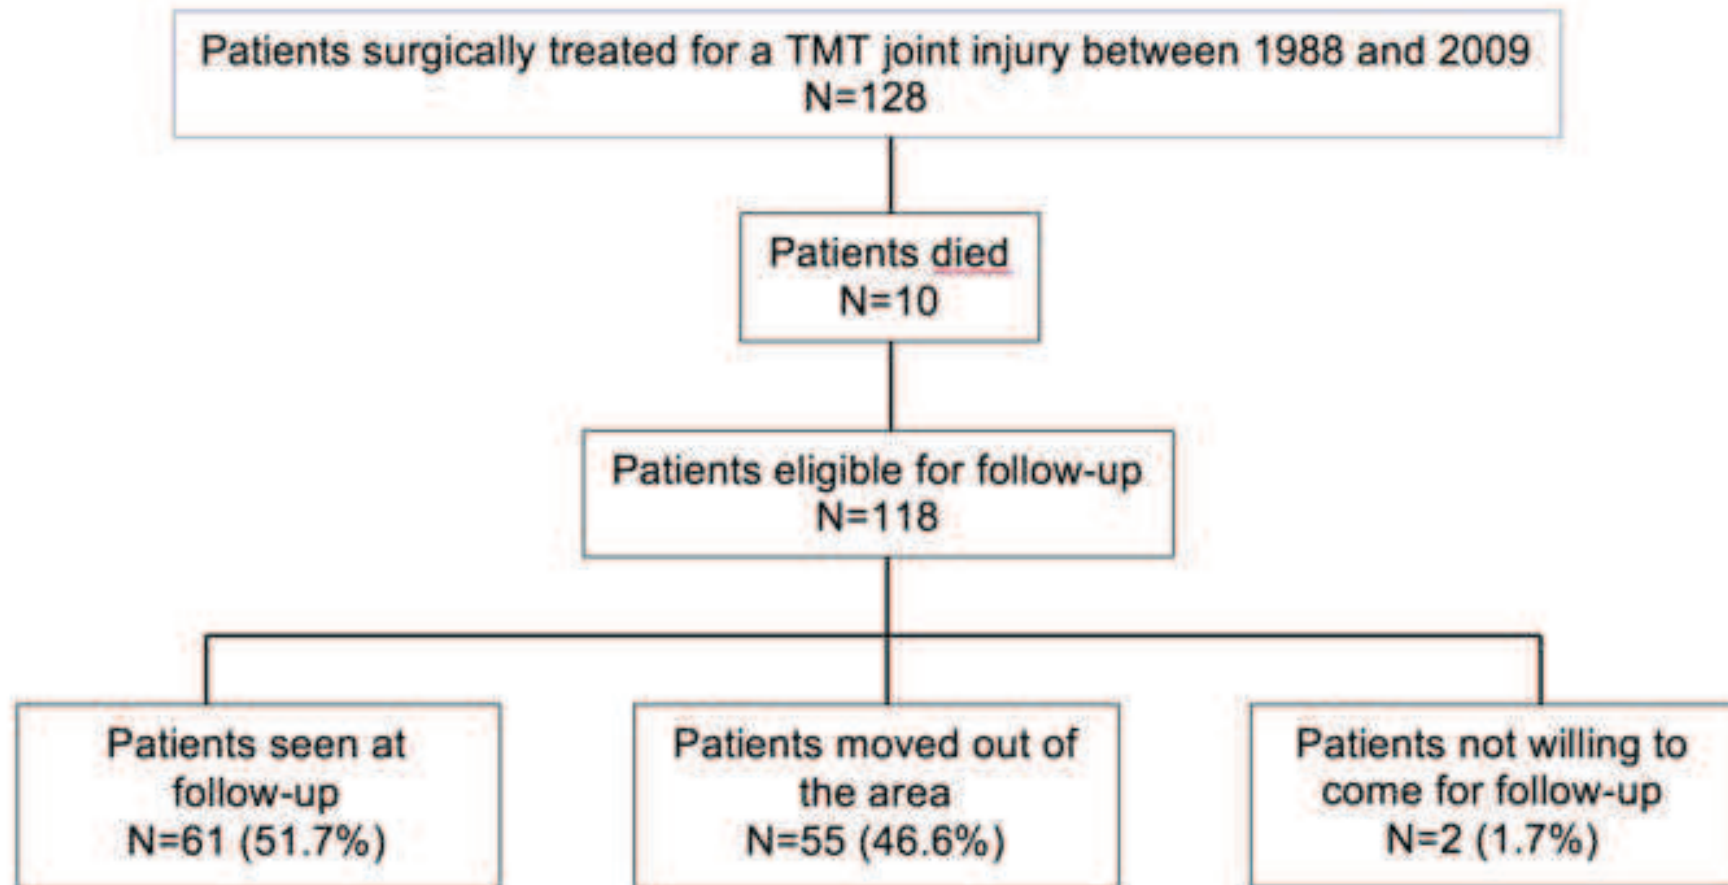 Patients surgically treated for a TMT joint injury between 1988 and 2009
N=128
Patients died
N=10
Patients eligible for follow-up
N=118
Patients seen at
follow-up
N=61 (51.7%)
Patients moved out of
the area
N=55 (46.6%)
Patients not willing to
come for follow-up
N=2 (1.7%)